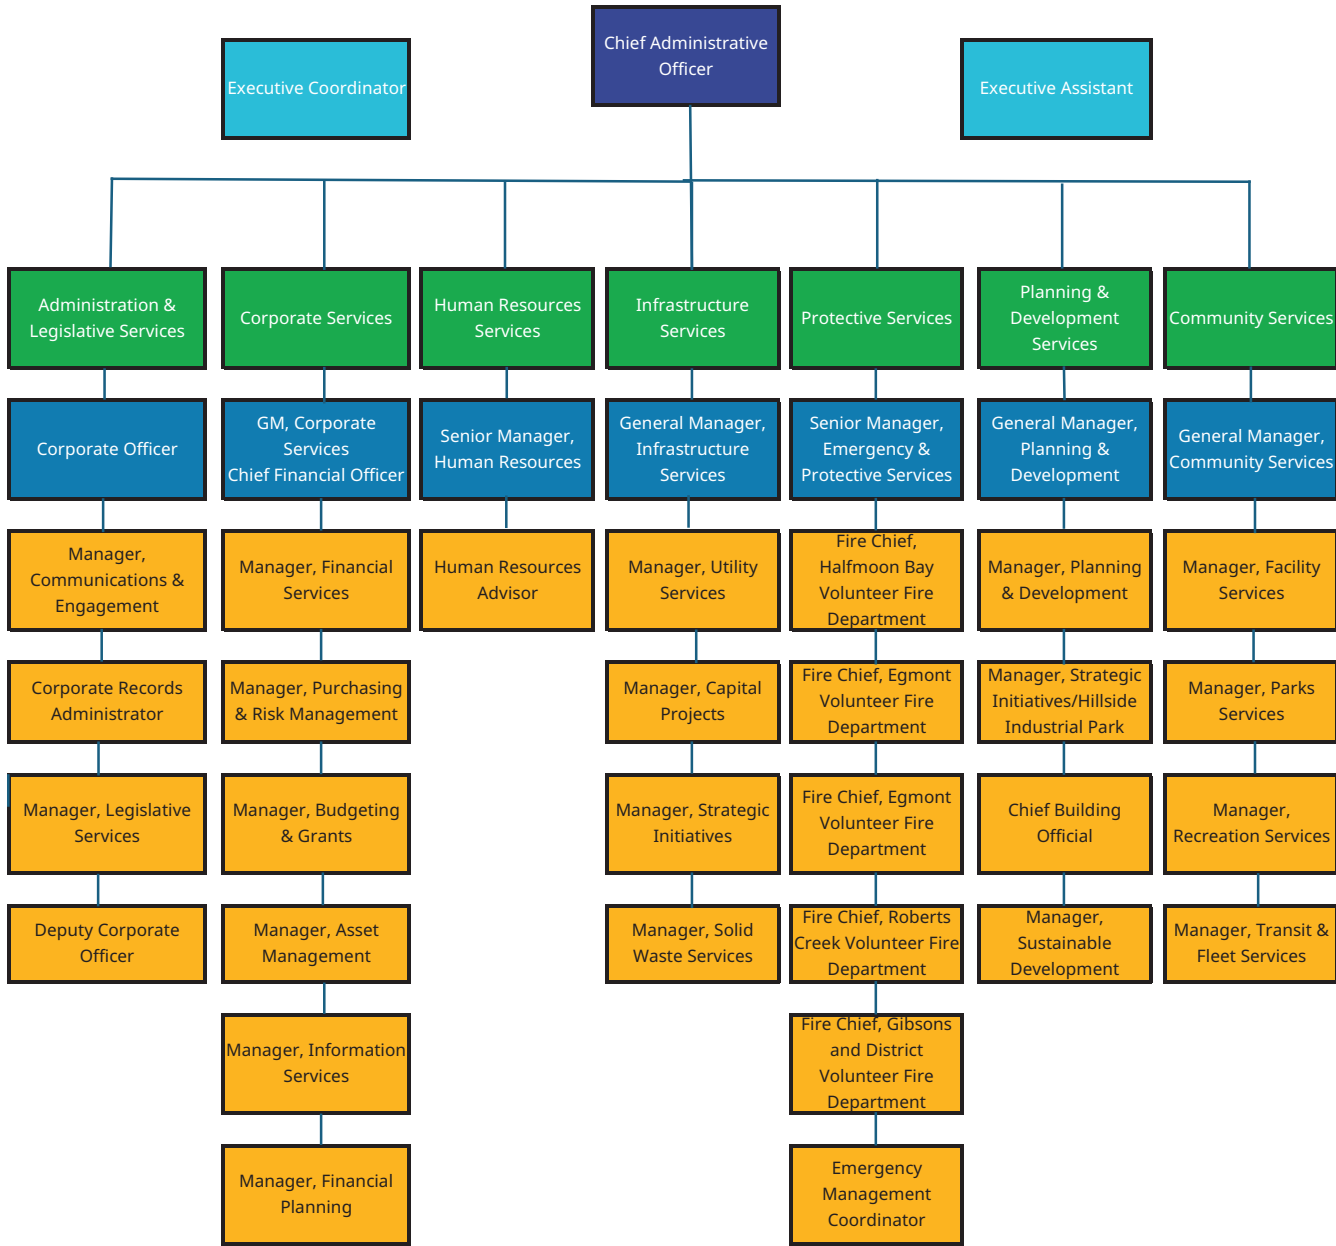 Chief Administrative
Officer
Executive Coordinator
Executive Assistant
Administration &
Legislative Services
Corporate Services
Human Resources
Services
Infrastructure
Services
Protective Services
Planning &
Development
Services
Community Services
Corporate Officer
GM, Corporate
Services
Chief Financial Officer
Senior Manager,
Human Resources
General Manager,
Infrastructure
Services
Senior Manager,
Emergency &
Protective Services
General Manager,
Planning &
Development
General Manager,
Community Services
Manager,
Communications &
Engagement
Manager, Financial
Services
Human Resources
Advisor
Manager, Utility
Services
Fire Chief,
Halfmoon Bay
Volunteer Fire
Department
Manager, Planning
& Development
Manager, Facility
Services
Corporate Records
Administrator
Manager, Purchasing
& Risk Management
Manager, Capital
Projects
Fire Chief, Egmont
Volunteer Fire
Department
Manager, Strategic
Initiatives/Hillside
Industrial Park
Manager, Parks
Services
Manager, Legislative
Services
Manager, Budgeting
& Grants
Manager, Strategic
Initiatives
Fire Chief, Egmont
Volunteer Fire
Department
Chief Building
Official
Manager,
Recreation Services
Deputy Corporate
Officer
Manager, Asset
Management
Manager, Solid
Waste Services
Fire Chief, Roberts
Creek Volunteer Fire
Department
Manager,
Sustainable
Development
Manager, Transit &
Fleet Services
Manager, Information
Services
Fire Chief, Gibsons
and District
Volunteer Fire
Department
Manager, Financial
Planning
Emergency
Management
Coordinator